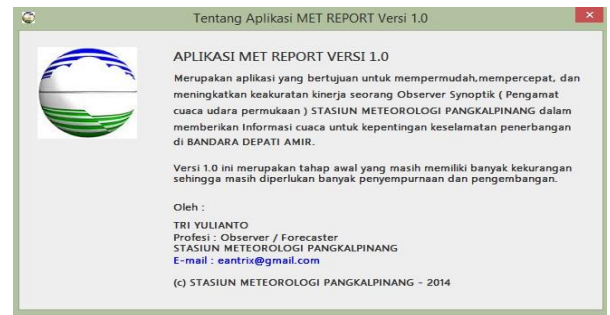 Tentang Aplikasi MET REPORT Versi 1.0
APLIKASI MET REPORT VERSI 1.0
Merupakan aplikasi yang bertujuan untuk mempermudah,mempercepat, dan
meningkatkan keakuratan kinerja seorang Observer Synoptik ( Pengamat
cuaca udara permukaan ) STASIUN METEOROLOGI PANGKALPINANG dalam
memberikan Informasi cuaca untuk kepentingan keselamatan penerbangan
di BANDARA DEPATI AMIR.
Versi 1.0 ini merupakan tahap awal yang masih memiliki banyak kekurangan
sehingga masih diperlukan banyak penyempurnaan dan pengembangan.
Oleh :
TRI YULIANTO
Profesi : Observer / Forecaster
STASIUN METEOROLOGI PANGKALPINANG
E-mail : eantrix@gmail.com
(c) STASIUN METEOROLOGI PANGKALPINANG - 2014